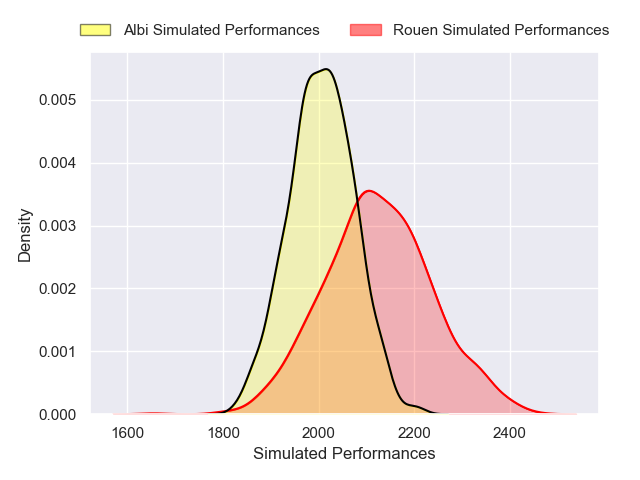 Albi Simulated Performances
Rouen Simulated Performances
Density
0.005
0.004
0.003
0.002
0.001
0.000
1600 1800 2000 2200 2400
Simulated Performances